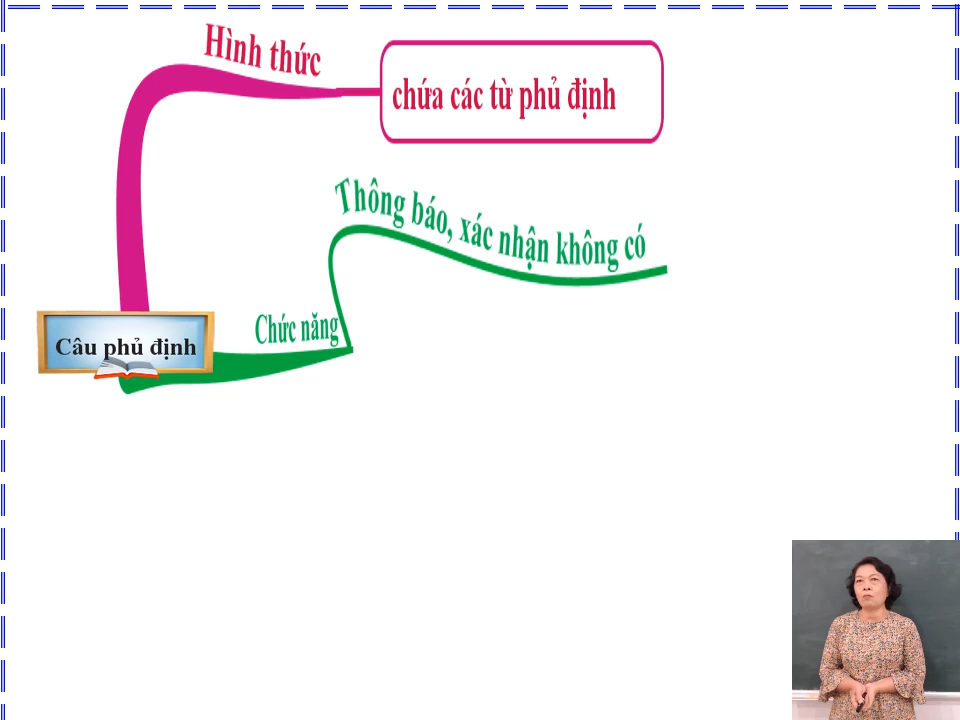 Hình thức
chứa các từ phủ định
Thông báo, xác nhận không có
Chức năng
Câu phủ định